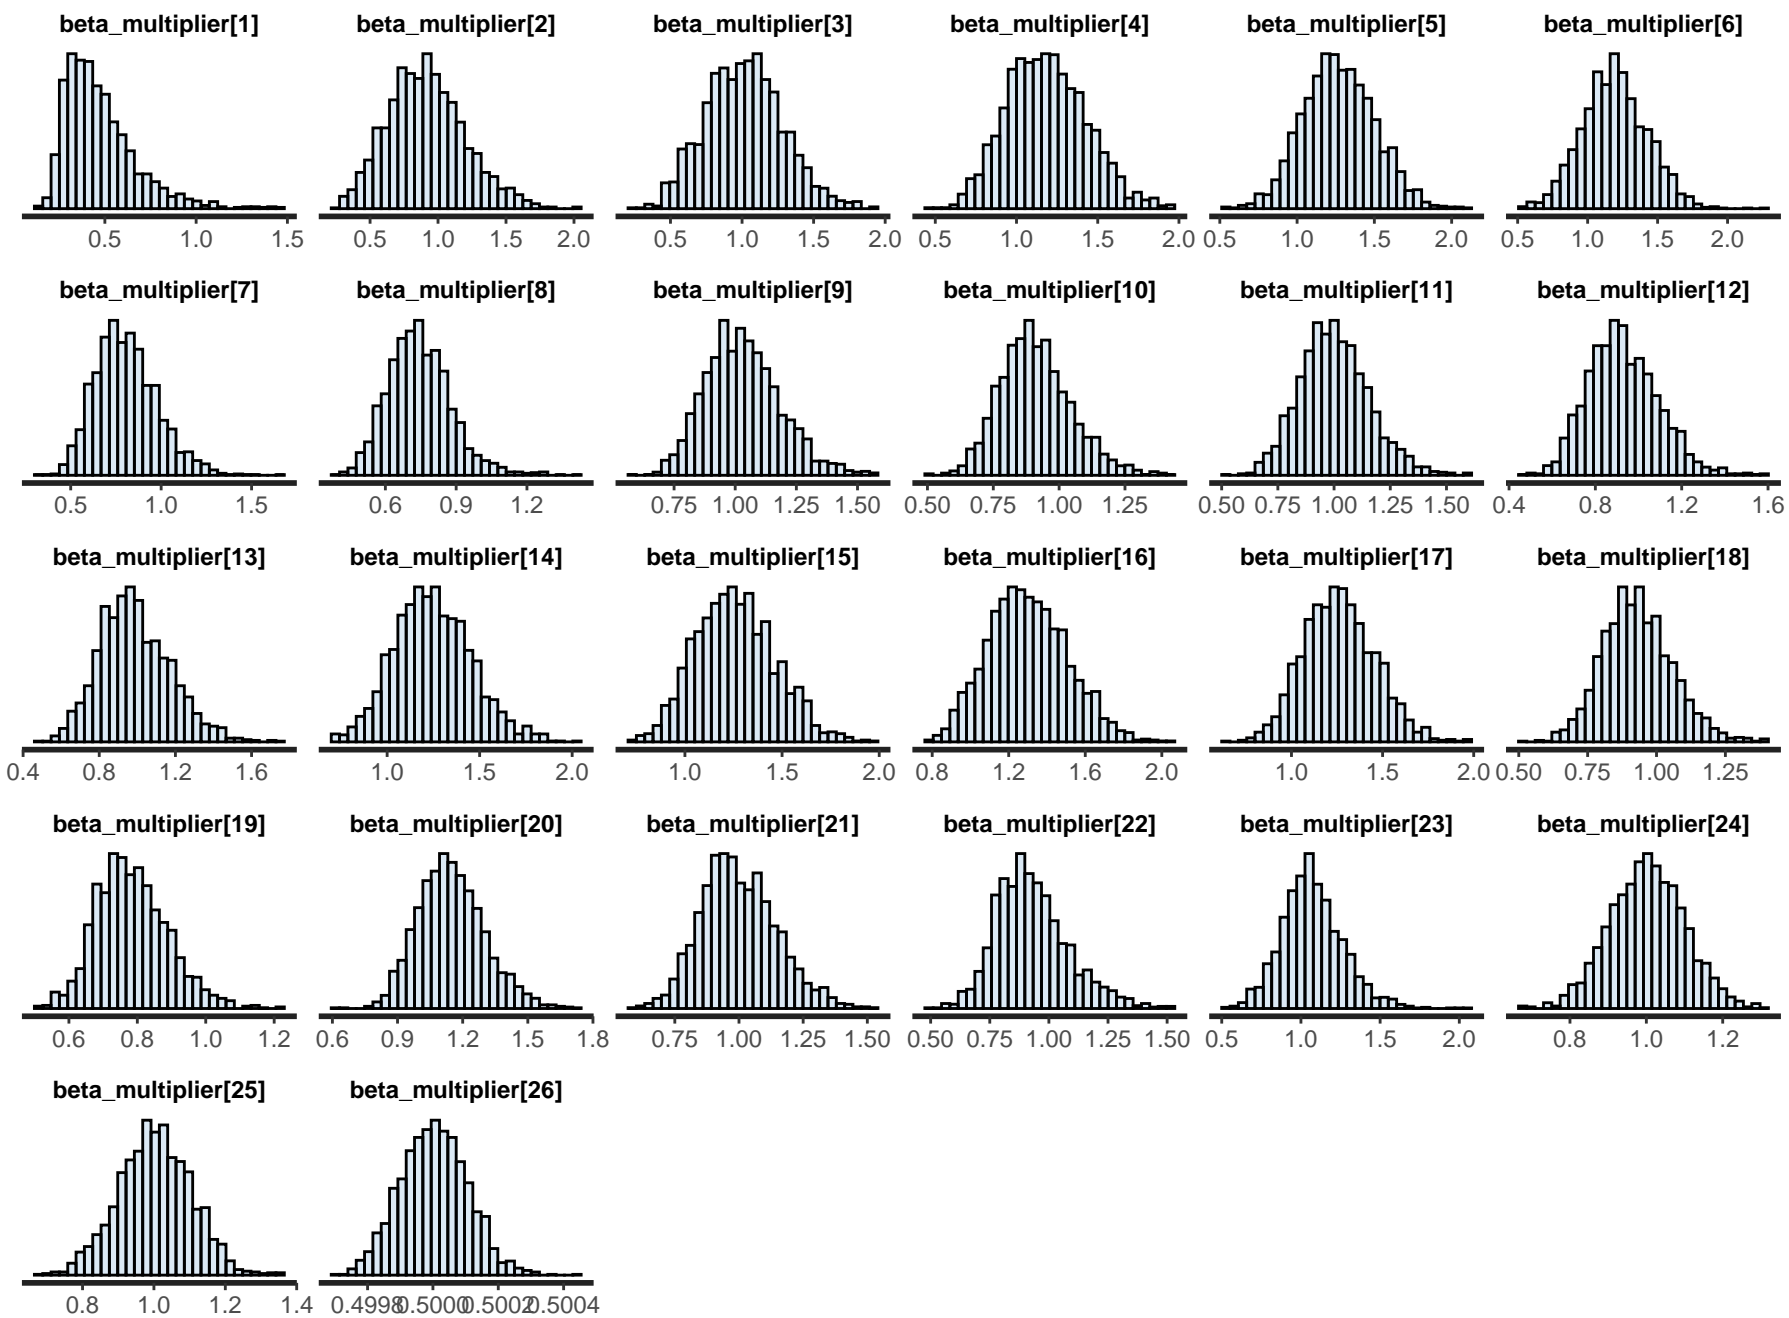 beta_multiplier[1] beta_multiplier[2] beta_multiplier[3] beta_multiplier[4] beta_multiplier[5] beta_multiplier[6]
0.5 1.0 1.5 0.5 1.0 1.5 2.0 0.5 1.0 1.5 2.0 0.5 1.0 1.5 2.0 0.5 1.0 1.5 2.0 0.5 1.0 1.5 2.0
beta_multiplier[7] beta_multiplier[8] beta_multiplier[9] beta_multiplier[10] beta_multiplier[11] beta_multiplier[12]
0.5 1.0 1.5 0.6 0.9 1.2 0.75 1.00 1.25 1.50 0.50 0.75 1.00 1.25 0.50 0.75 1.00 1.25 1.50 0.4 0.8 1.2 1.6
beta_multiplier[13] beta_multiplier[14] beta_multiplier[15] beta_multiplier[16] beta_multiplier[17] beta_multiplier[18]
0.4 0.8 1.2 1.6 1.0 1.5 2.0 1.0 1.5 2.0 0.8 1.2 1.6 2.0 1.0 1.5 2.0 0.50 0.75 1.00 1.25
beta_multiplier[19] beta_multiplier[20] beta_multiplier[21] beta_multiplier[22] beta_multiplier[23] beta_multiplier[24]
0.6 0.8 1.0 1.2 0.6 0.9 1.2 1.5 1.8 0.75 1.00 1.25 1.50 0.50 0.75 1.00 1.25 1.50 0.5 1.0 1.5 2.0 0.8 1.0 1.2
beta_multiplier[25] beta_multiplier[26]
0.8 1.0 1.2 1.4 0.4998 0.5000 0.5002 0.5004